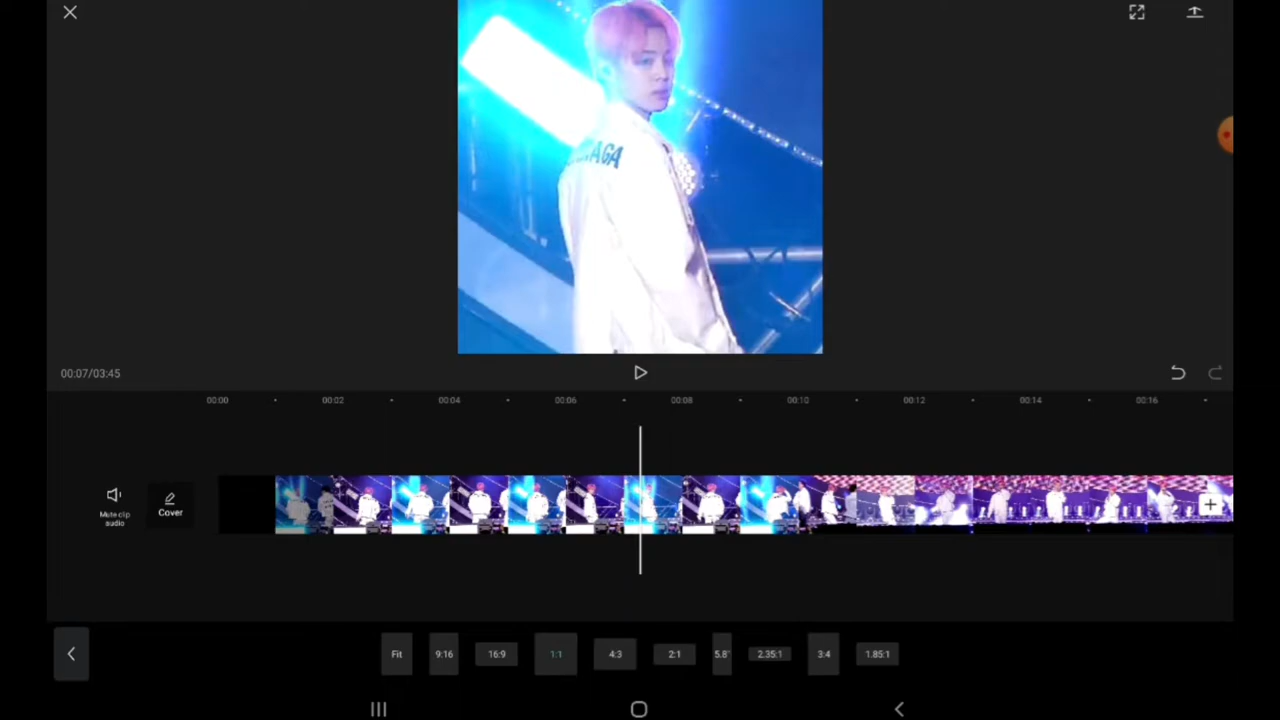 AGA
00:07/03:45
00:00 00:02 00:04 00:06 00:08 00:10 00:12 00:14 00:16
Mute clip
audio
Cover
Fit 9:16 16:9 1:1 4:3 2:1 5.8" 2.35:1 3:4 1.85:1